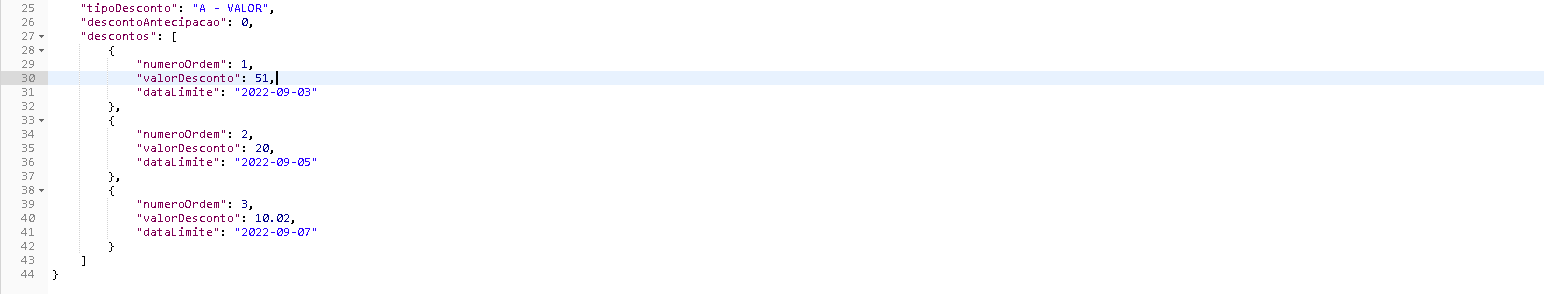 25 "tipoDesconto": "A - VALOR",
26 "descontoAntecipacao": 0,
27 "descontos": [
28 {
29 "numeroOrdem": 1,
30 "valorDesconto": 51,
31 "dataLimite": "2022-09-03"
32 },
33 {
34 "numeroOrdem": 2,
35 "valorDesconto": 20,
36 "dataLimite": "2022-09-05"
37 },
38 {
39 "numeroOrdem": 3,
40 "valorDesconto": 10.02,
41 "dataLimite": "2022-09-07"
42 }
43 ]
44 }